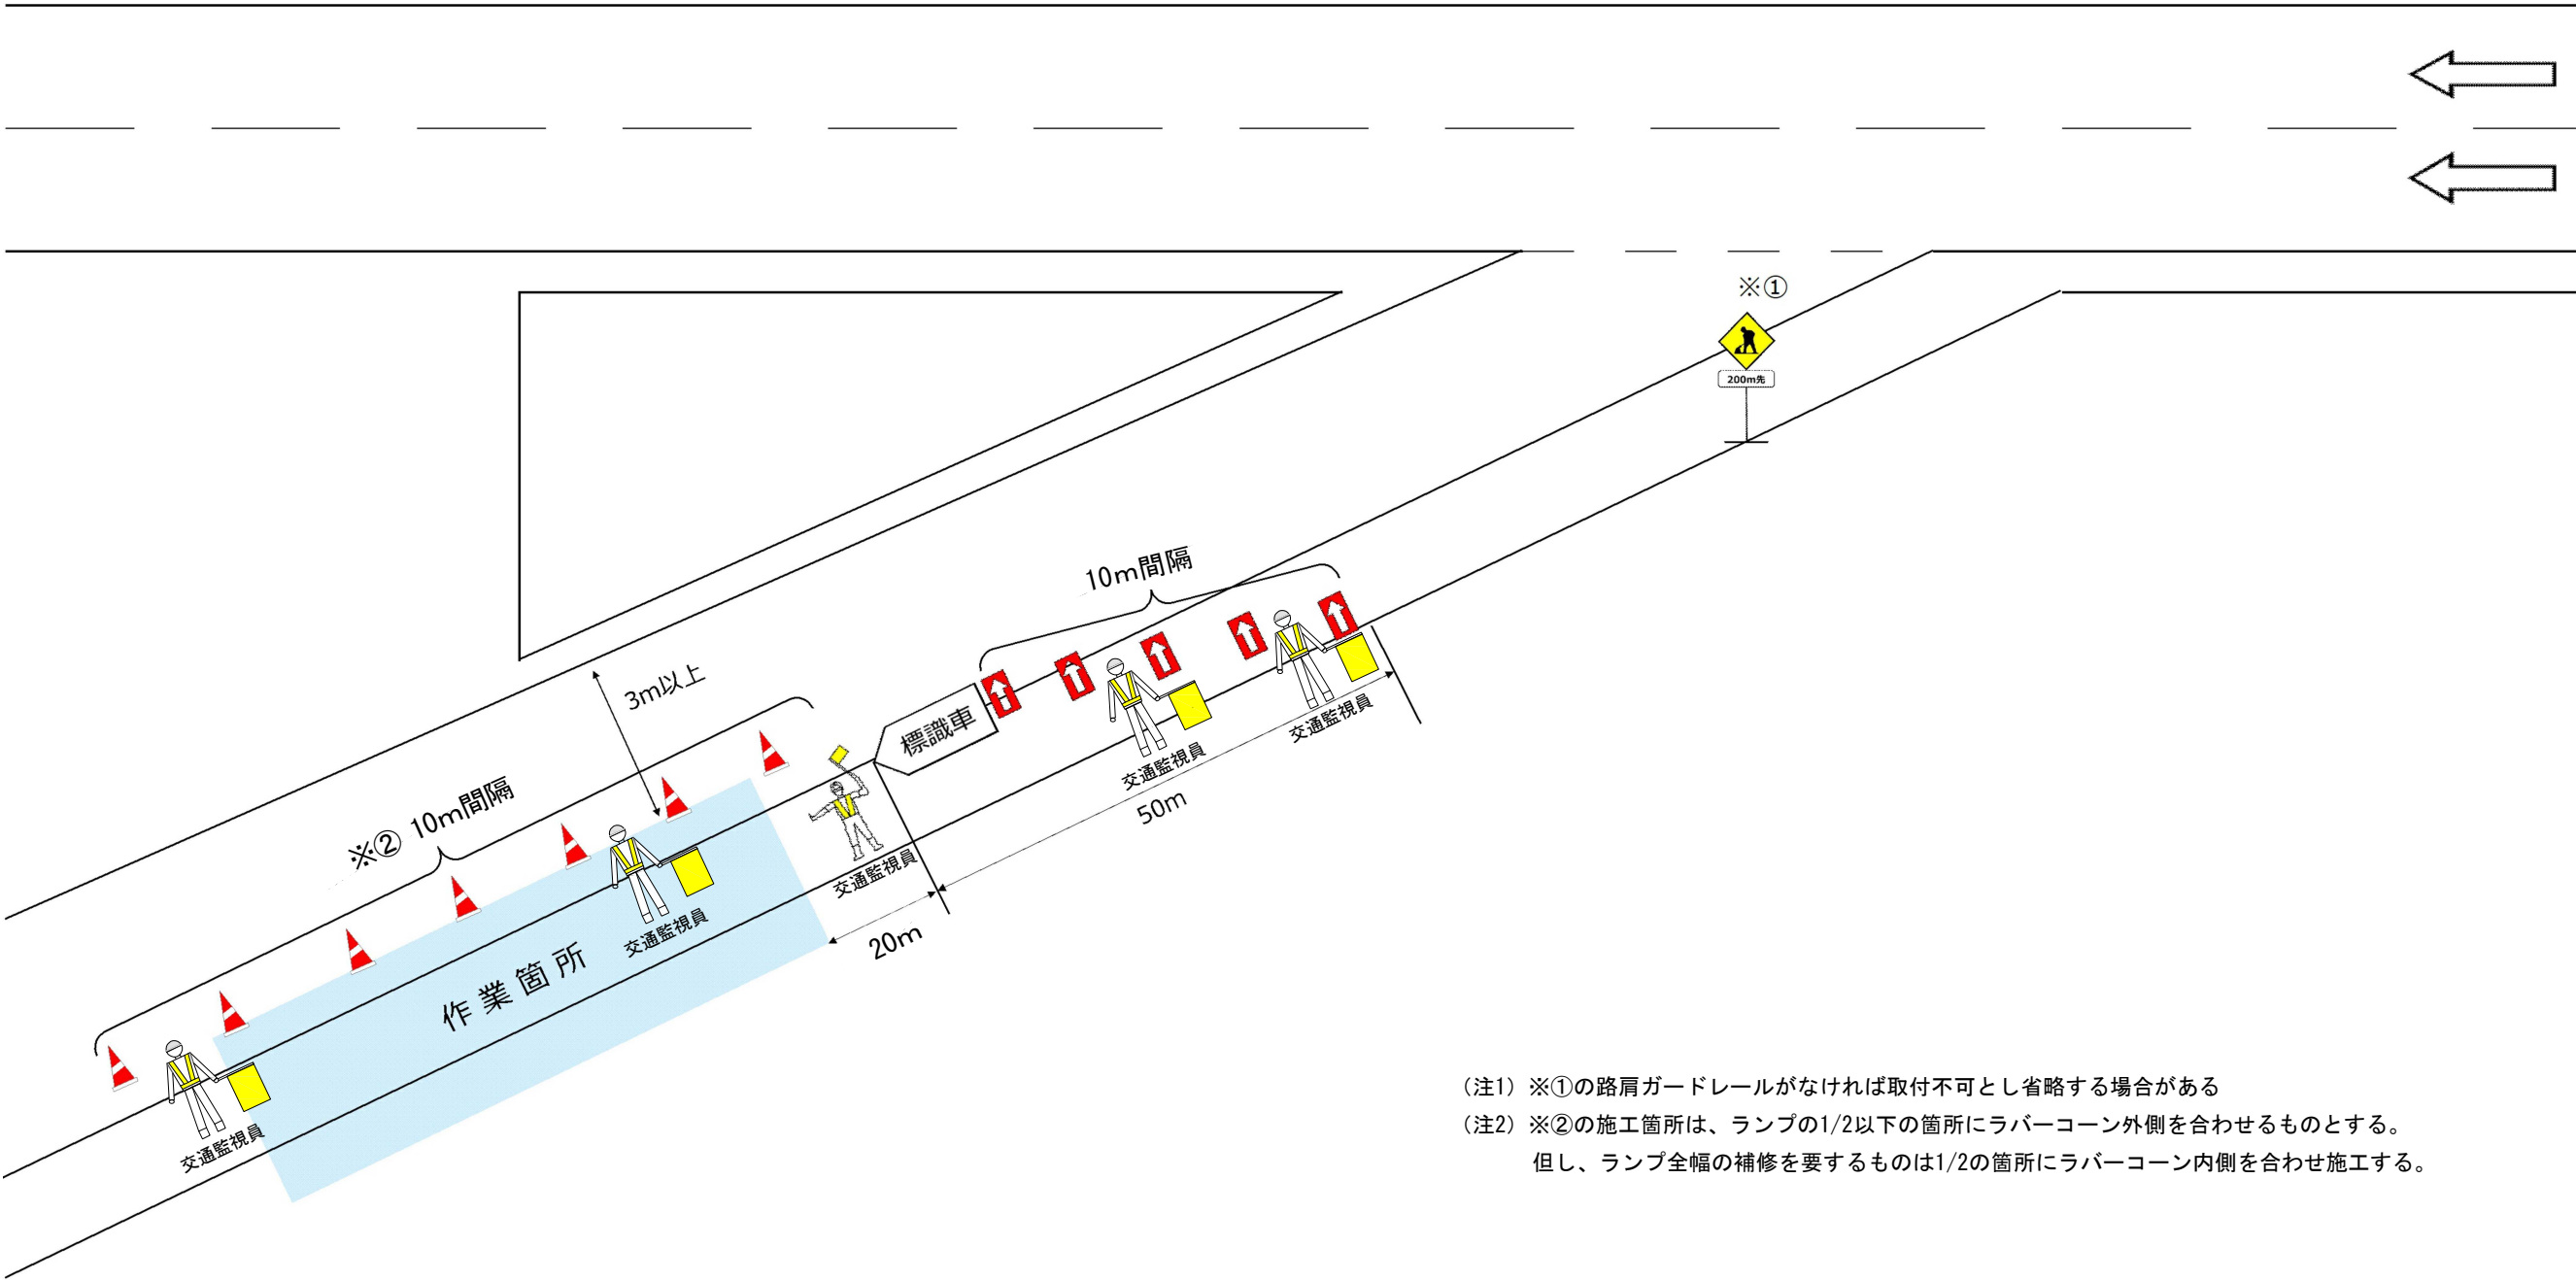 ※①
200m先
10m間隔
3m以上
標識車
交通監視員
交通監視員
50m
※② 10m間隔
交通監視員
20m
交通監視員
作業箇所
交通監視員
（注1）※①の路肩ガードレールがなければ取付不可とし省略する場合がある
（注2）※②の施工箇所は、ランプの1/2以下の箇所にラバーコーン外側を合わせるものとする。
但し、ランプ全幅の補修を要するものは1/2の箇所にラバーコーン内側を合わせ施工する。